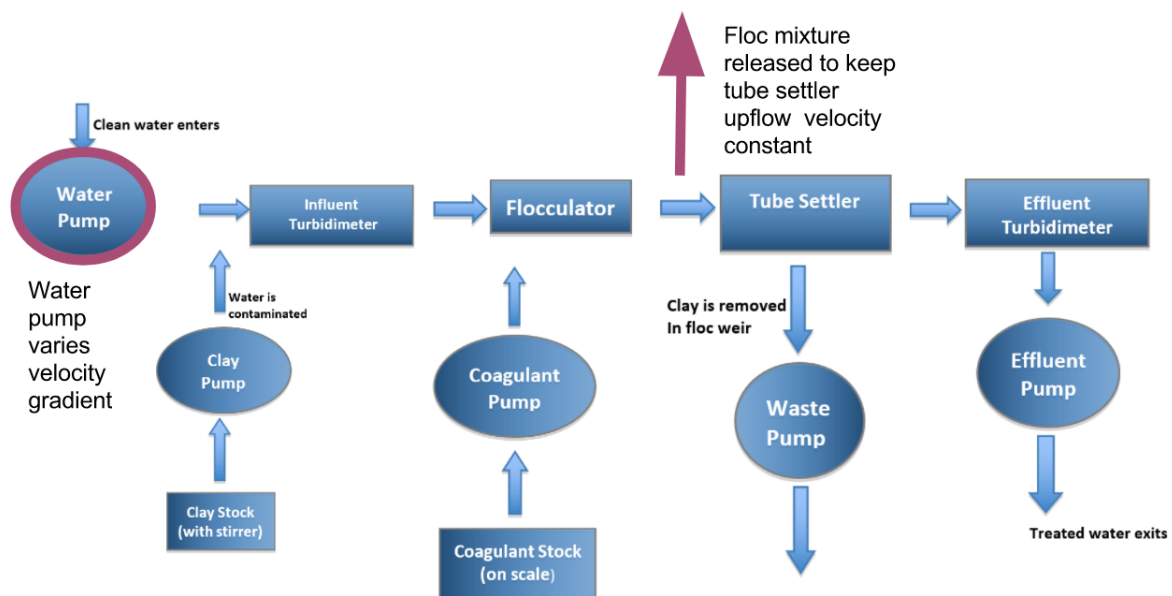 Floc mixture
released to keep
tube settler
upflow  velocity
constant
Clean water enters
Water
Pump
Influent
Turbidimeter
Flocculator
Tube Settler
Effluent
Turbidimeter
Water
pump
varies
velocity
gradient
Water is
contaminated
Clay is removed
In floc weir
Clay
Pump
Coagulant
Pump
Waste
Pump
Effluent
Pump
Clay Stock
(with stirrer)
Coagulant Stock
(on scale)
Treated water exits